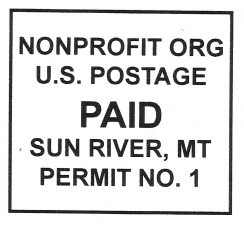 NONPROFIT ORG
U.S. POSTAGE
PAID
SUN RIVER, MT
PERMIT NO. 1